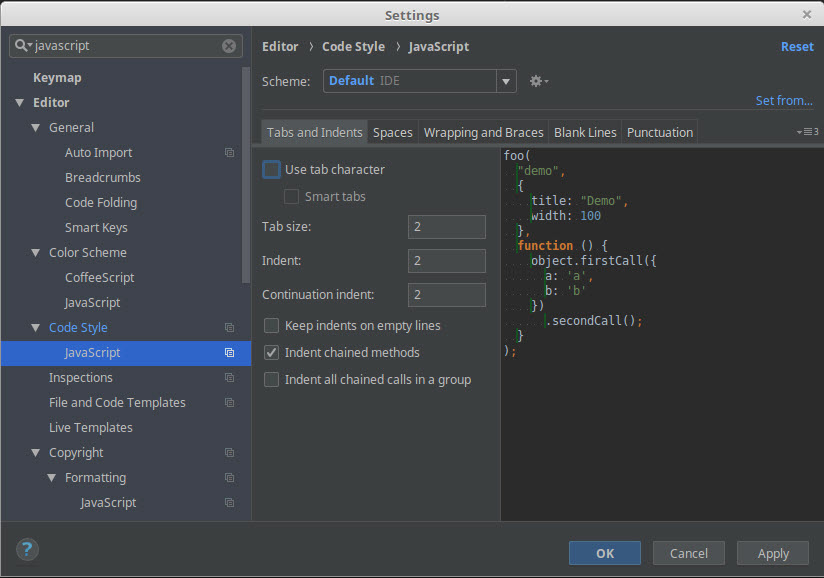 Settings
javascript
Keymap
Editor
General
Auto Import
Breadcrumbs
Code Folding
Smart Keys
Color Scheme
CoffeeScript
JavaScript
Code Style
JavaScript
Inspections
File and Code Templates
Live Templates
Copyright
Formatting
JavaScript
Editor › Code Style › JavaScript
Reset
Scheme: Default IDE
Set from...
Tabs and Indents Spaces Wrapping and Braces Blank Lines Punctuation
3
Use tab character
Smart tabs
Tab size: 2
Indent: 2
Continuation indent: 2
Keep indents on empty lines
Indent chained methods
Indent all chained calls in a group
foo(
"demo",
{
title: "Demo",
width: 100
},
function () {
object.firstCall({
a: 'a',
b: 'b'
})
.secondCall();
}
);
?
OK Cancel Apply